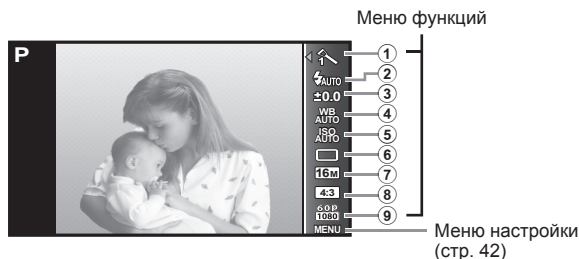 Меню функций
P
1
AUTO 2
±0.0 3
WB AUTO 4
ISO AUTO 5
6
16M 7
4:3 8
60p 1080 9
MENU
Меню настройки
(стр. 42)